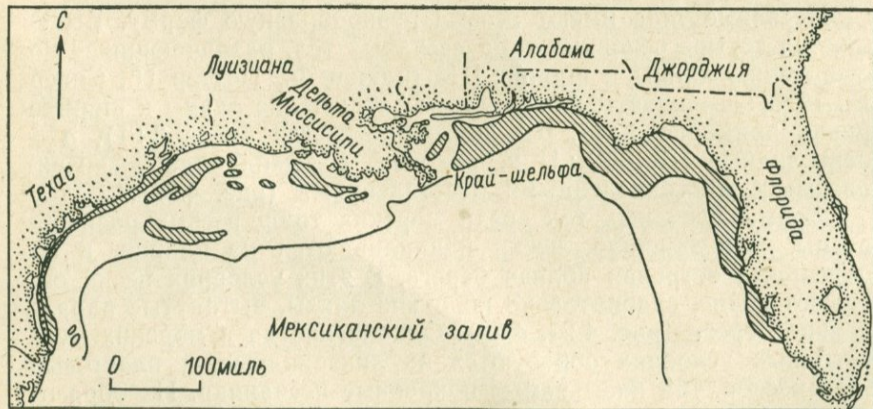 С
Луизиана
Дельта
Миссисипи
Алабама
Джорджия
Техас
Край-шельфа
Флорида
Мексиканский залив
0 100миль